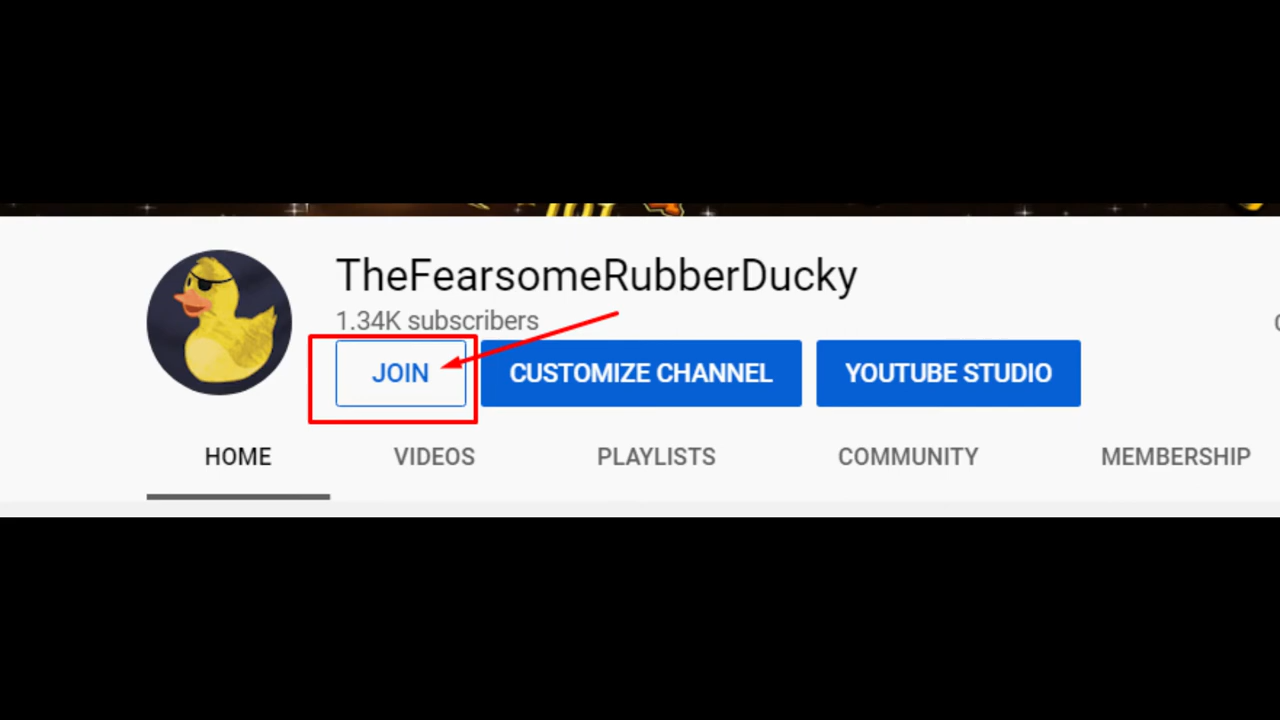 TheFearsomeRubberDucky
1.34K subscribers
JOIN CUSTOMIZE CHANNEL YOUTUBE STUDIO
HOME VIDEOS PLAYLISTS COMMUNITY MEMBERSHIP